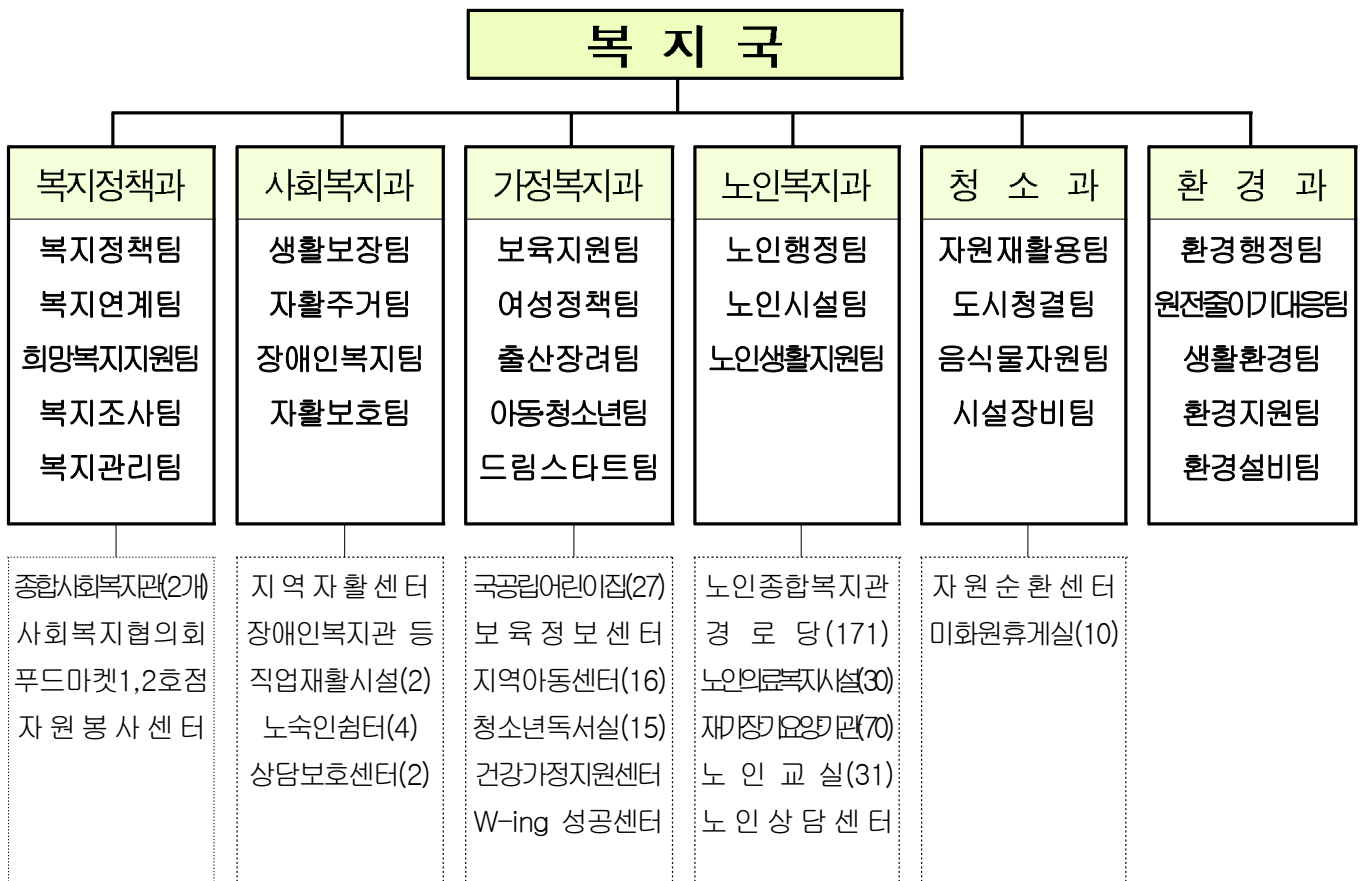 복 지 국
복지정책과
복지정책팀
복지연계팀
희망복지지원팀
복지조사팀
복지관리팀
종합사회복지관(2개)
사회복지협의회
푸드마켓1,2호점
자원봉사센터
사회복지과
생활보장팀
자활주거팀
장애인복지팀
자활보호팀
지역자활센터
장애인복지관 등
직업재활시설(2)
노숙인쉼터(4)
상담보호센터(2)
가정복지과
보육지원팀
여성정책팀
출산장려팀
아동·청소년팀
드림스타트팀
국공립어린이집(27)
보육정보센터
지역아동센터(16)
청소년독서실(15)
건강가정지원센터
W-ing 성공센터
노인복지과
노인행정팀
노인시설팀
노인생활지원팀
노인종합복지관
경 로 당(171)
노인의료복지시설(30)
재가장기요양기관(70)
노 인 교 실(31)
노인상담센터
청 소 과
자원재활용팀
도시청결팀
음식물자원팀
시설장비팀
자원순환센터
미화원휴게실(10)
환 경 과
환경행정팀
원전줄이기대응팀
생활환경팀
환경지원팀
환경설비팀